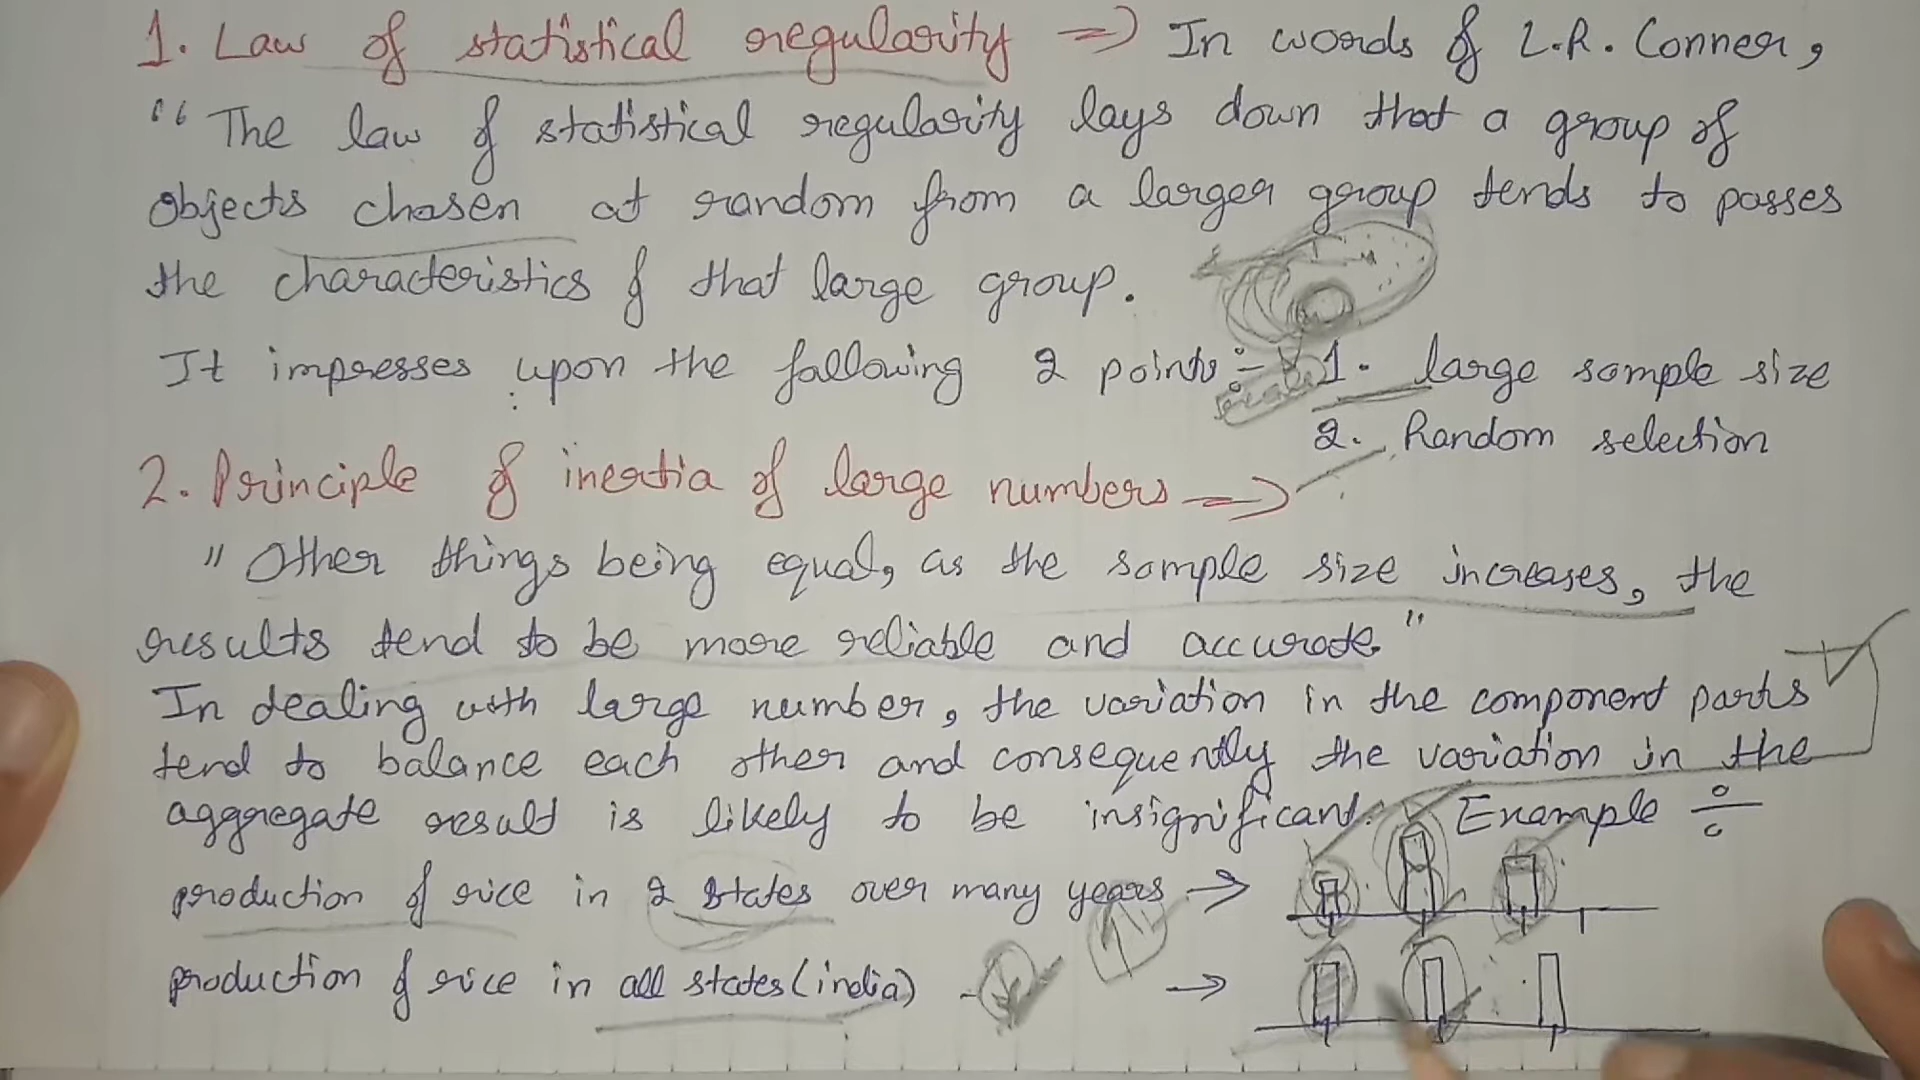 1. Law of statistical regularity => In words of L.R. Conner,
"The law of statistical regularity lays down that a group of
objects chosen at random from a larger group tends to posses
the characteristics of that large group.
It impresses upon the following 2 points :- 1. large sample size
2. Random selection
2. Principle of inertia of large numbers =>
"Other things being equal, as the sample size increases, the
results tend to be more reliable and accurate."
In dealing with large number, the variation in the component parts
tend to balance each other and consequently the variation in the
aggregate result is likely to be insignificant. Example ÷
production of rice in 2 states over many years →
production of rice in all states (india) - →